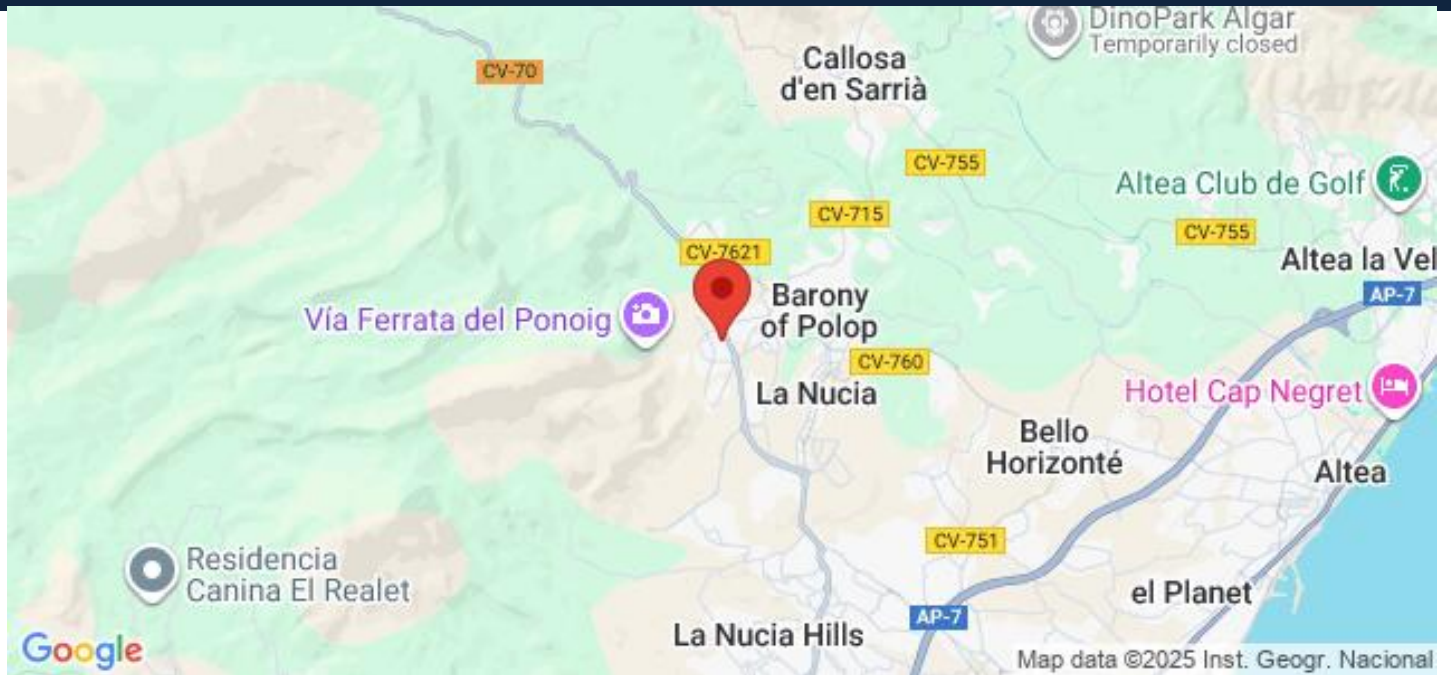 DinoPark Algar
Temporarily closed
Callosa
d'en Sarrià
CV-70
CV-755
Altea Club de Golf
CV-715
CV-755
CV-7621
Altea la Vel
AP-7
Barony
of Polop
Vía Ferrata del Ponoig
CV-760
La Nucia
Hotel Cap Negret
Bello
Horizonté
Altea
CV-751
Residencia
Canina El Realet
el Planet
AP-7
La Nucia Hills
Google
Map data ©2025 Inst. Geogr. Nacional